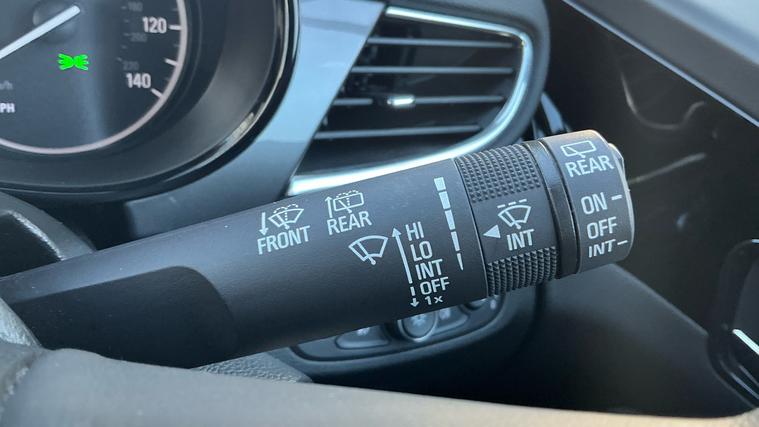 120
140
PH
FRONT
REAR
HI
LO
INT
OFF
1x
INT
REAR
ON
OFF
INT